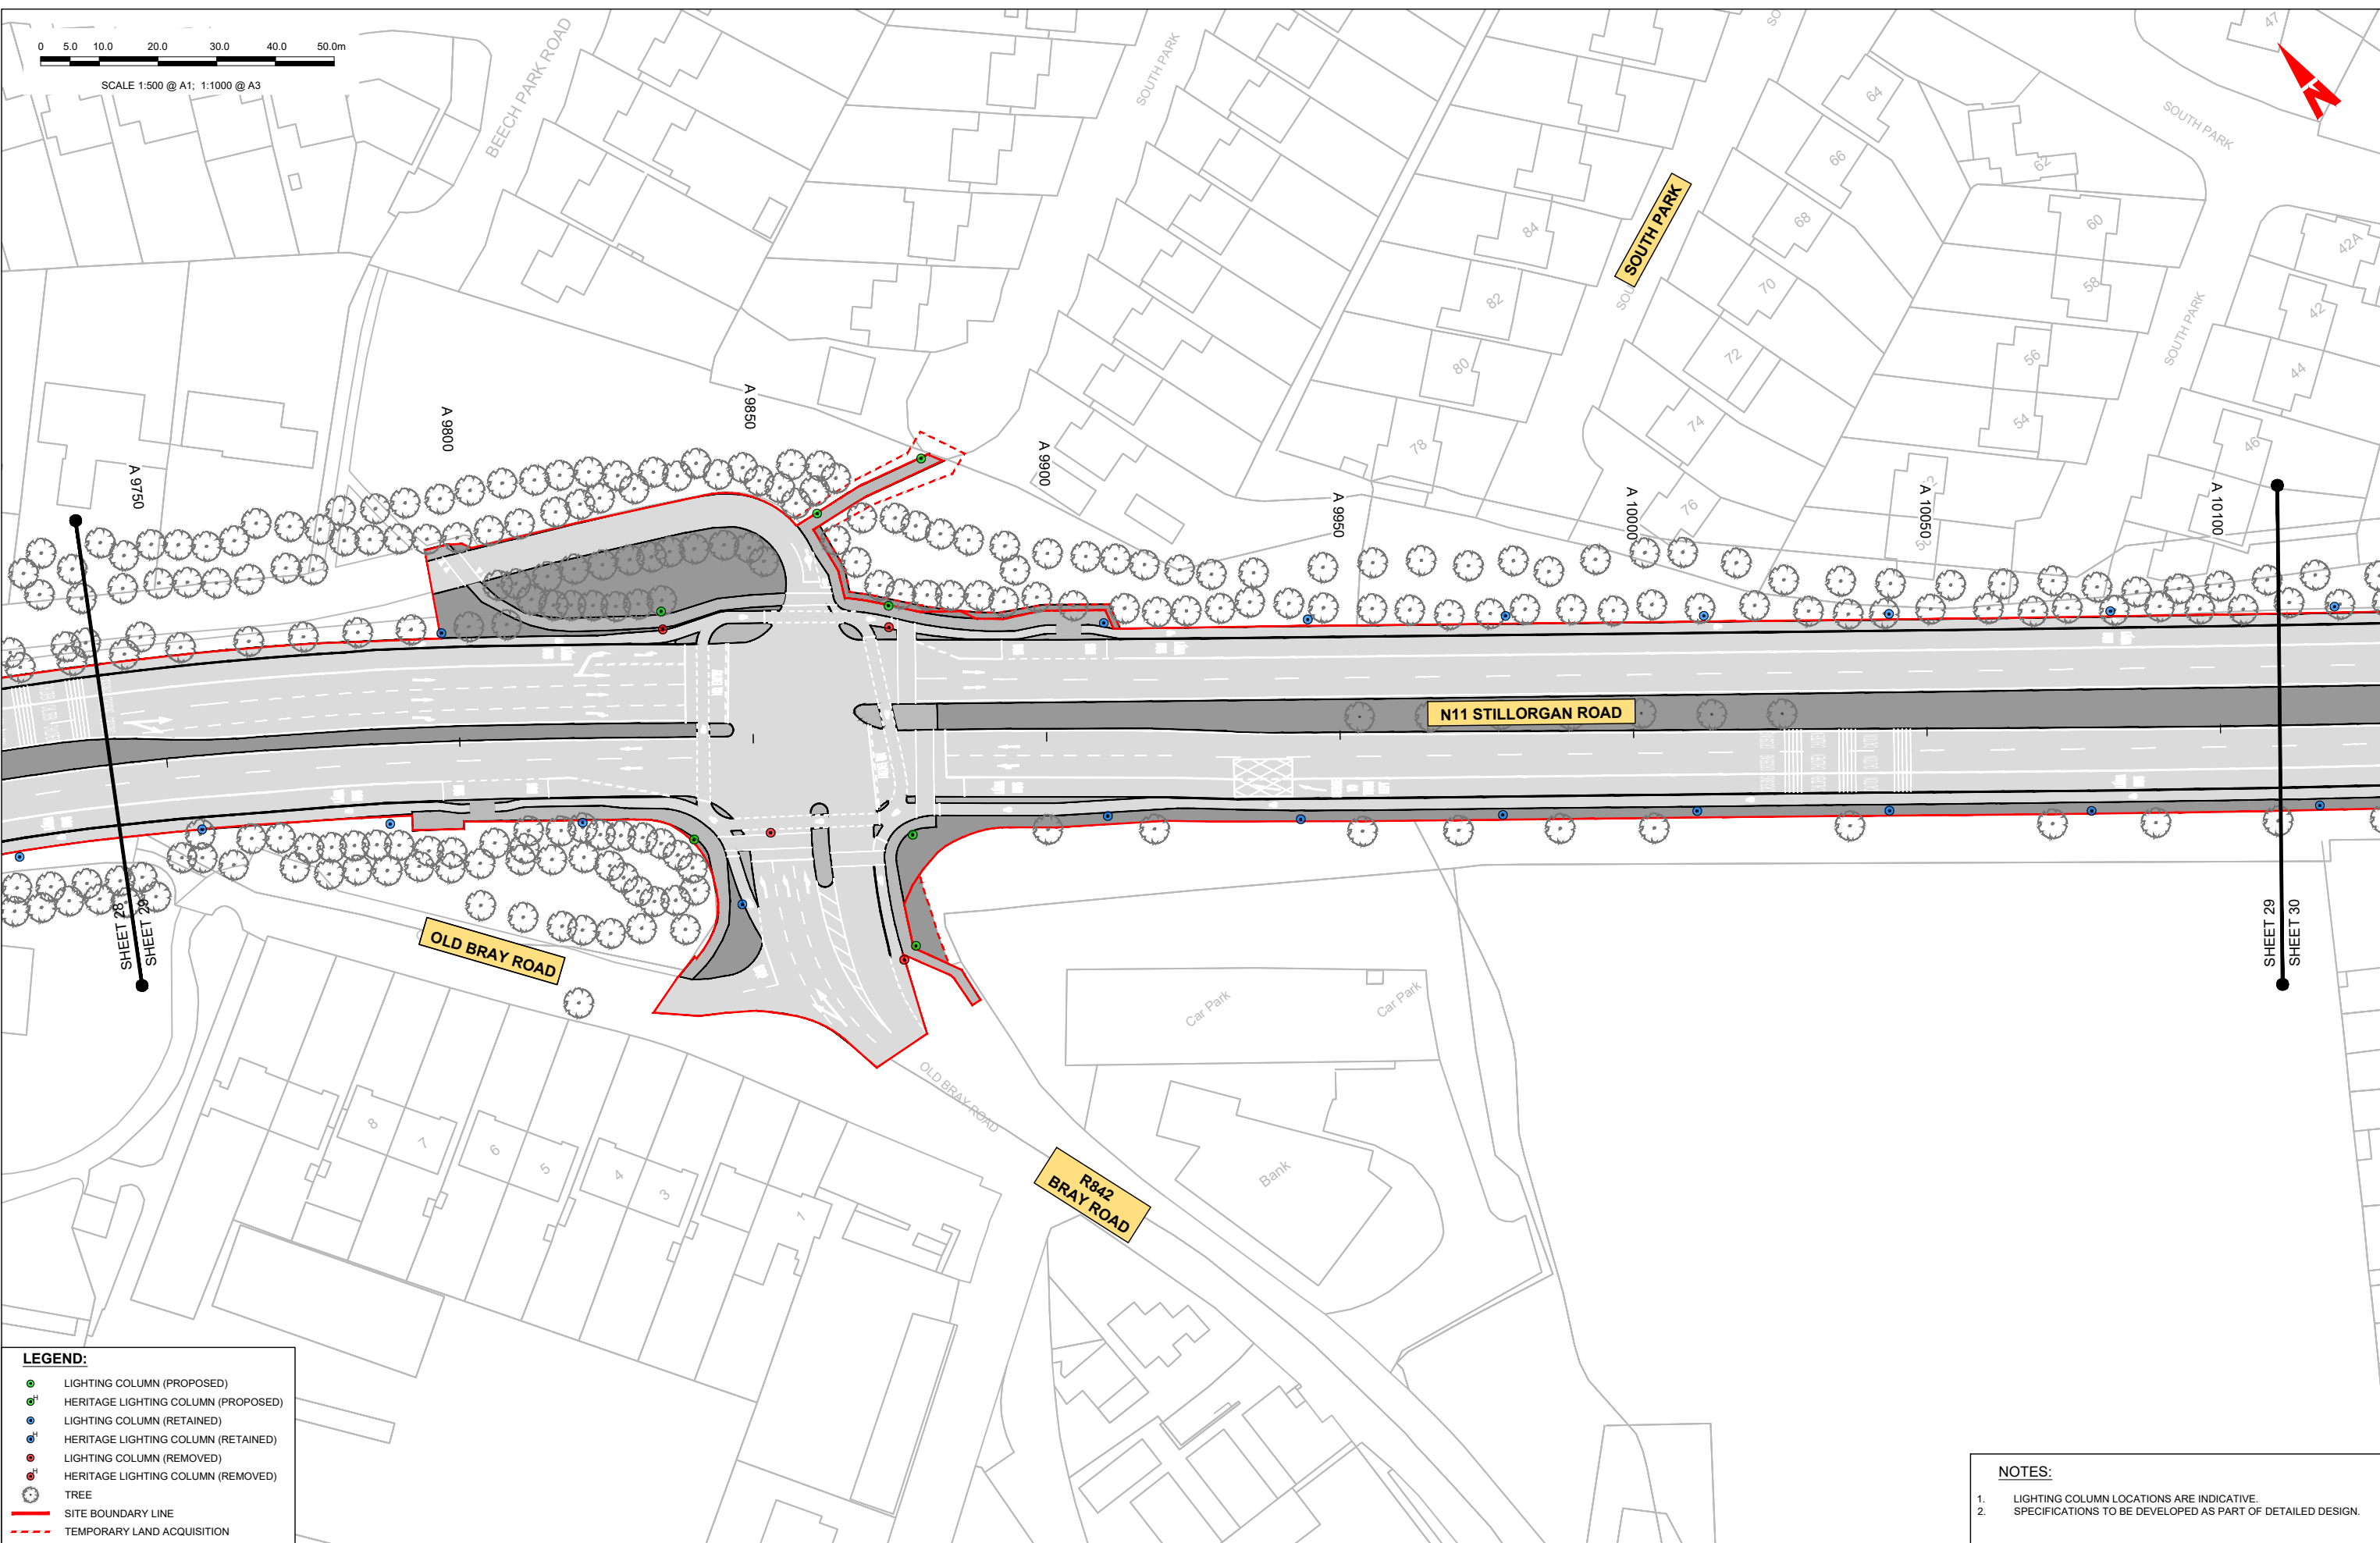 0 5.0 10.0 20.0 30.0 40.0 50.0m
SCALE 1:500 @ A1; 1:1000 @ A3
BEECH PARK ROAD
SOUTH PARK
SOUTH PARK
SOUTH PARK
SOUTH PARK
N
47
64
66
68
70
72
74
76
62
60
58
56
54
42A
42
44
46
84
82
80
78
A 9750
A 9800
A 9850
A 9900
A 9950
A 10000
A 10050
A 10100
N11 STILLORGAN ROAD
SHEET 28
SHEET 29
SHEET 29
SHEET 30
OLD BRAY ROAD
OLD BRAY ROAD
R842
BRAY ROAD
Car Park
Car Park
Bank
8
7
6
5
4
3
1
LEGEND:
LIGHTING COLUMN (PROPOSED)
H HERITAGE LIGHTING COLUMN (PROPOSED)
LIGHTING COLUMN (RETAINED)
H HERITAGE LIGHTING COLUMN (RETAINED)
LIGHTING COLUMN (REMOVED)
H HERITAGE LIGHTING COLUMN (REMOVED)
TREE
SITE BOUNDARY LINE
TEMPORARY LAND ACQUISITION
NOTES:
1. LIGHTING COLUMN LOCATIONS ARE INDICATIVE.
2. SPECIFICATIONS TO BE DEVELOPED AS PART OF DETAILED DESIGN.